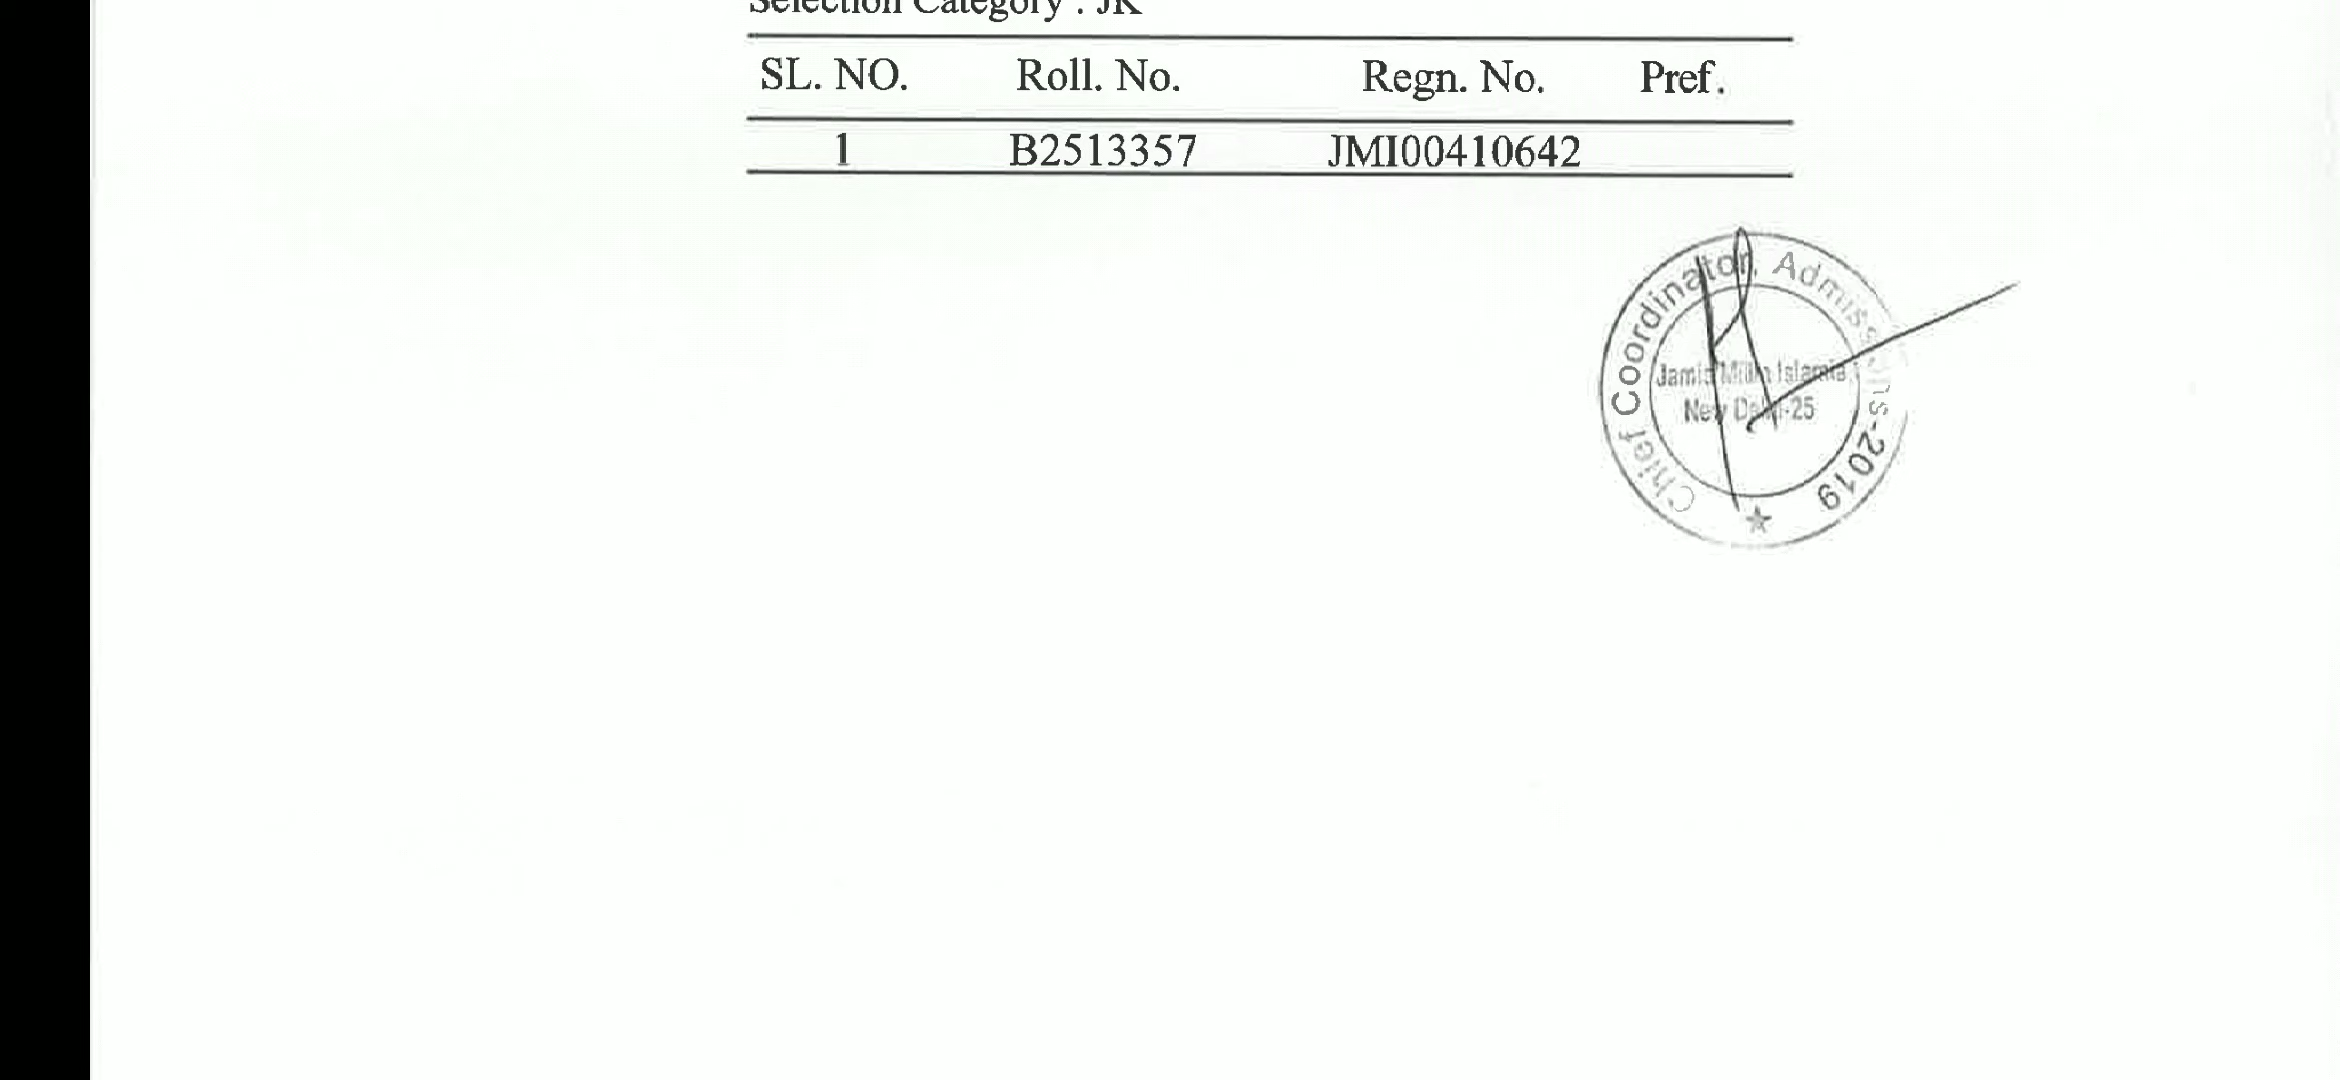 Selection Category : JK
SL. NO. Roll. No. Regn. No. Pref.
1 B2513357 JMI00410642
Chief Coordinator, Admissions-2019
Jamia Millia Islamia
New Delhi-25